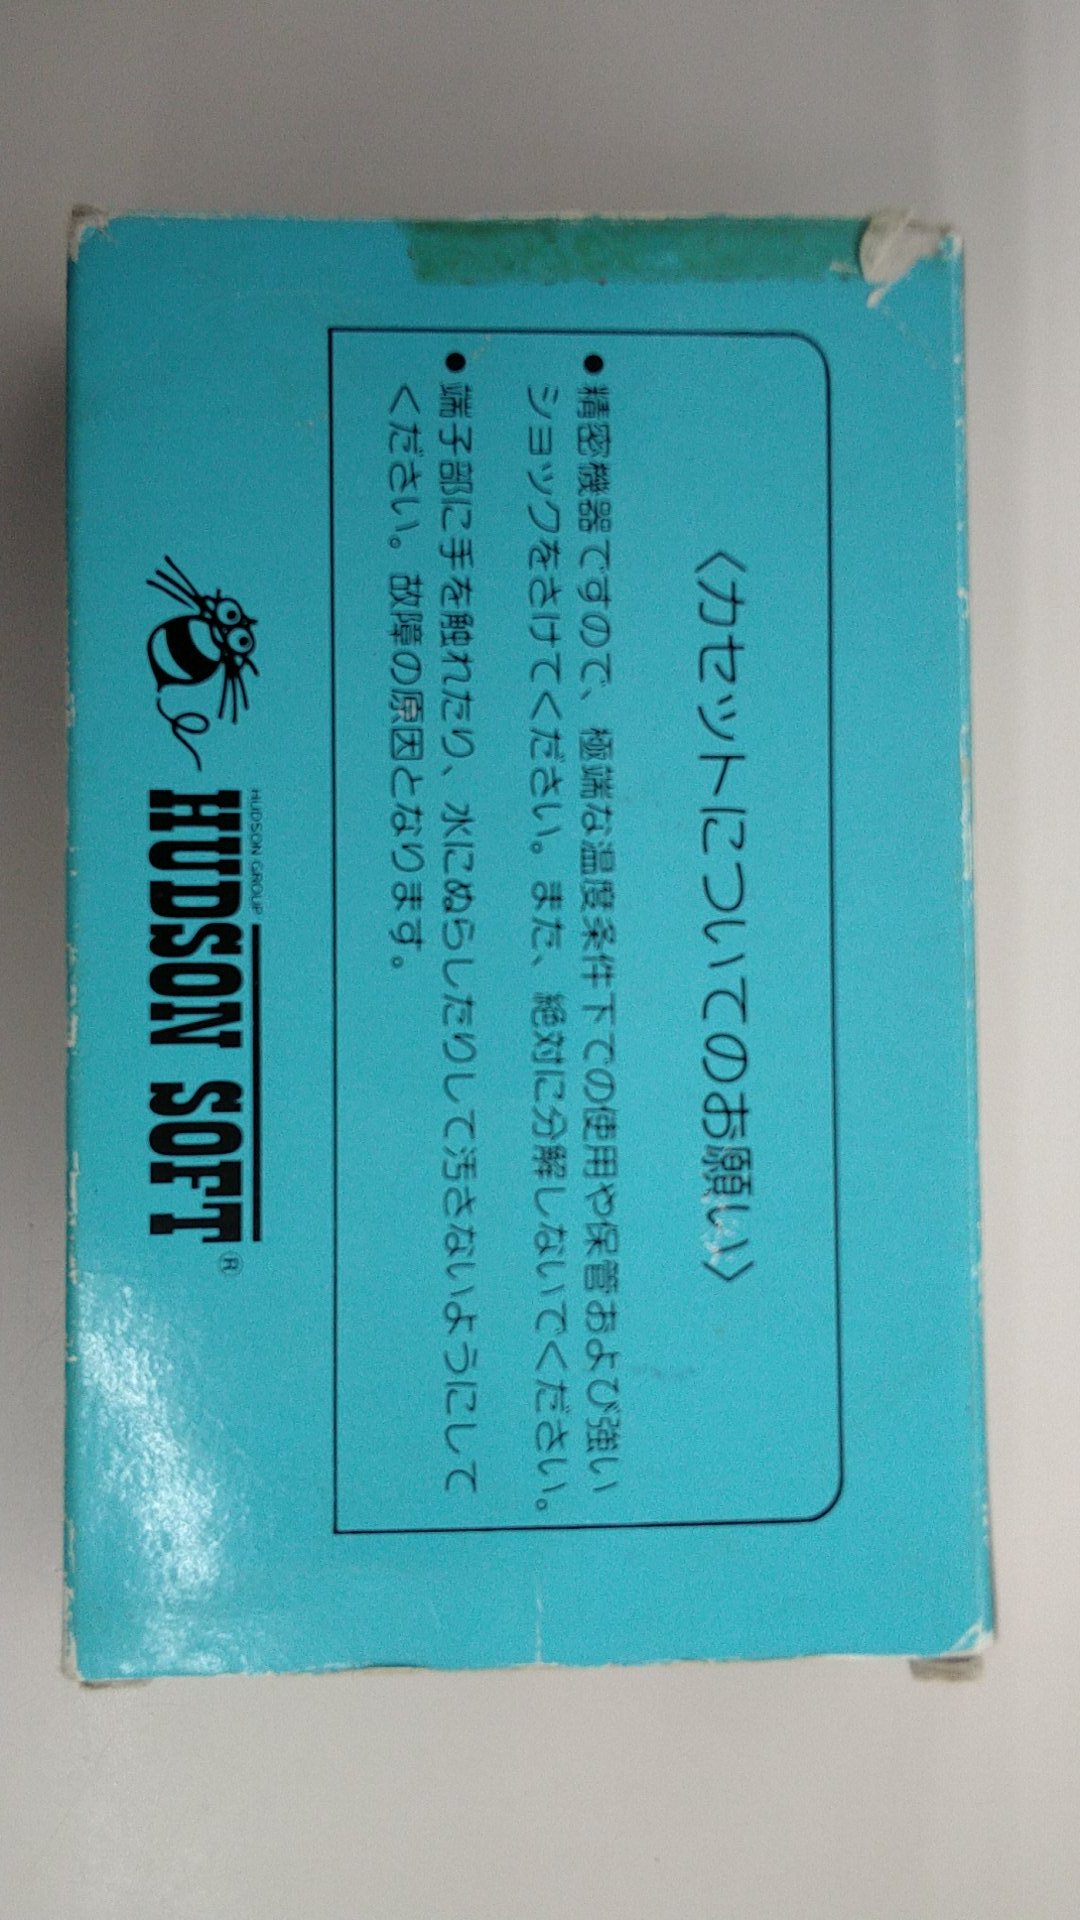 〈カセットについてのお願い〉
●精密機器ですので、極端な温度条件下での使用や保管および強い
ショックをさけてください。また、絶対に分解しないでください。
●端子部に手を触れたり、水にぬらしたりして汚さないようにして
ください。故障の原因となります。
HUDSON GROUP
HUDSON SOFT®